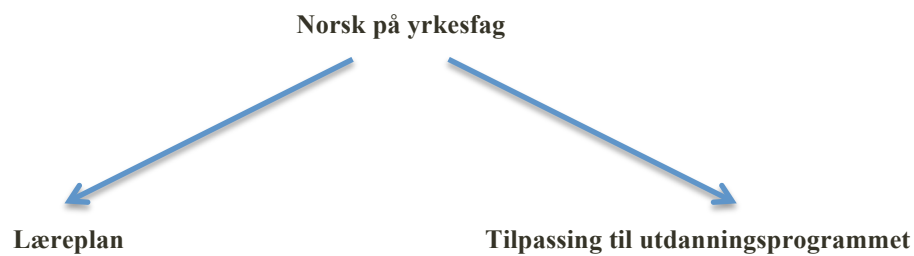 Norsk på yrkesfag
Læreplan
Tilpassing til utdanningsprogrammet